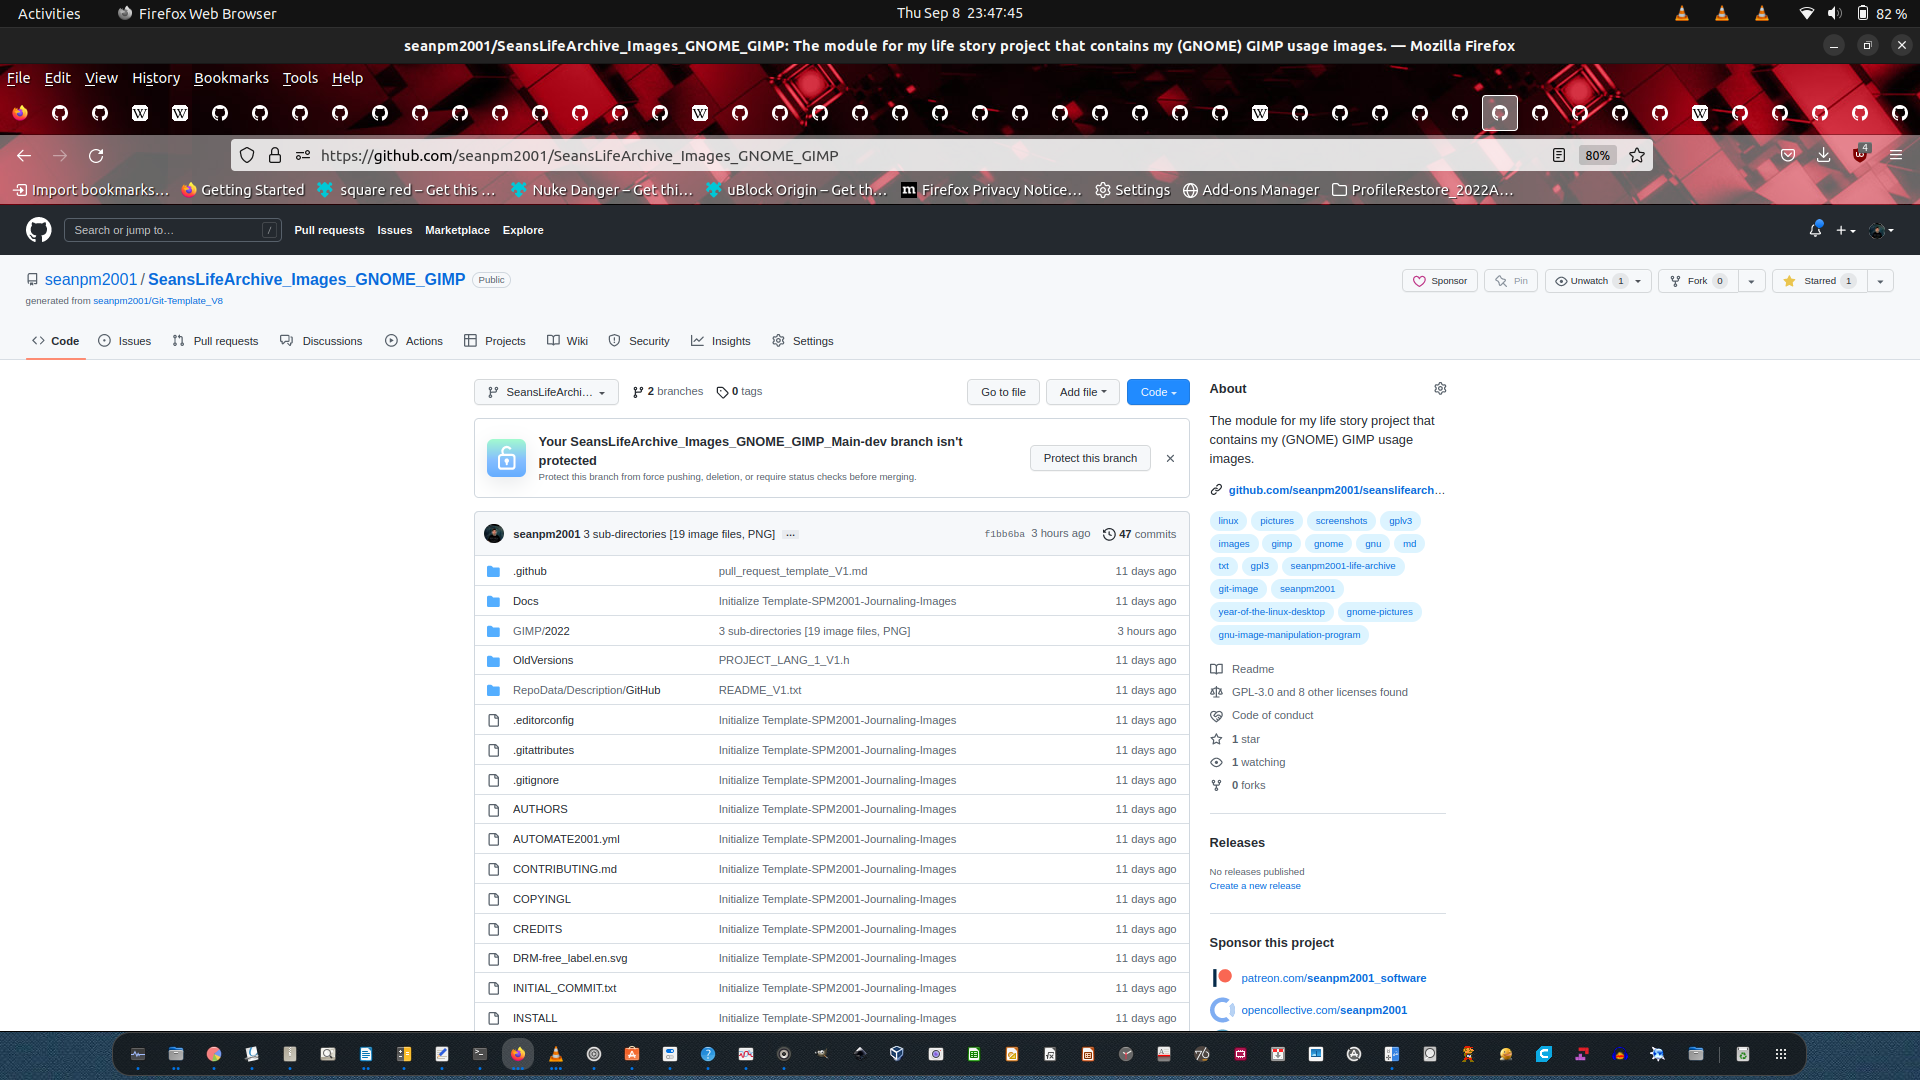 Activities Firefox Web Browser Thu Sep 8 23:47:45 82 %
seanpm2001/SeansLifeArchive_Images_GNOME_GIMP: The module for my life story project that contains my (GNOME) GIMP usage images. — Mozilla Firefox
File Edit View History Bookmarks Tools Help
https://github.com/seanpm2001/SeansLifeArchive_Images_GNOME_GIMP 80% 4
Import bookmarks… Getting Started square red – Get this … Nuke Danger – Get thi… uBlock Origin – Get th… Firefox Privacy Notice… Settings Add-ons Manager ProfileRestore_2022A…
Search or jump to… / Pull requests Issues Marketplace Explore
seanpm2001 / SeansLifeArchive_Images_GNOME_GIMP Public
Sponsor Pin Unwatch 1 Fork 0 Starred 1
generated from seanpm2001/Git-Template_V8
Code Issues Pull requests Discussions Actions Projects Wiki Security Insights Settings
SeansLifeArchi… 2 branches 0 tags Go to file Add file Code
Your SeansLifeArchive_Images_GNOME_GIMP_Main-dev branch isn't
protected
Protect this branch from force pushing, deletion, or require status checks before merging.
Protect this branch
seanpm2001 3 sub-directories [19 image files, PNG] … f1bb6ba 3 hours ago 47 commits
.github pull_request_template_V1.md 11 days ago
Docs Initialize Template-SPM2001-Journaling-Images 11 days ago
GIMP/2022 3 sub-directories [19 image files, PNG] 3 hours ago
OldVersions PROJECT_LANG_1_V1.h 11 days ago
RepoData/Description/GitHub README_V1.txt 11 days ago
.editorconfig Initialize Template-SPM2001-Journaling-Images 11 days ago
.gitattributes Initialize Template-SPM2001-Journaling-Images 11 days ago
.gitignore Initialize Template-SPM2001-Journaling-Images 11 days ago
AUTHORS Initialize Template-SPM2001-Journaling-Images 11 days ago
AUTOMATE2001.yml Initialize Template-SPM2001-Journaling-Images 11 days ago
CONTRIBUTING.md Initialize Template-SPM2001-Journaling-Images 11 days ago
COPYINGL Initialize Template-SPM2001-Journaling-Images 11 days ago
CREDITS Initialize Template-SPM2001-Journaling-Images 11 days ago
DRM-free_label.en.svg Initialize Template-SPM2001-Journaling-Images 11 days ago
INITIAL_COMMIT.txt Initialize Template-SPM2001-Journaling-Images 11 days ago
INSTALL Initialize Template-SPM2001-Journaling-Images 11 days ago
About
The module for my life story project that
contains my (GNOME) GIMP usage
images.
github.com/seanpm2001/seanslifearch…
linux pictures screenshots gplv3
images gimp gnome gnu md
txt gpl3 seanpm2001-life-archive
git-image seanpm2001
year-of-the-linux-desktop gnome-pictures
gnu-image-manipulation-program
Readme
GPL-3.0 and 8 other licenses found
Code of conduct
1 star
1 watching
0 forks
Releases
No releases published
Create a new release
Sponsor this project
patreon.com/seanpm2001_software
opencollective.com/seanpm2001